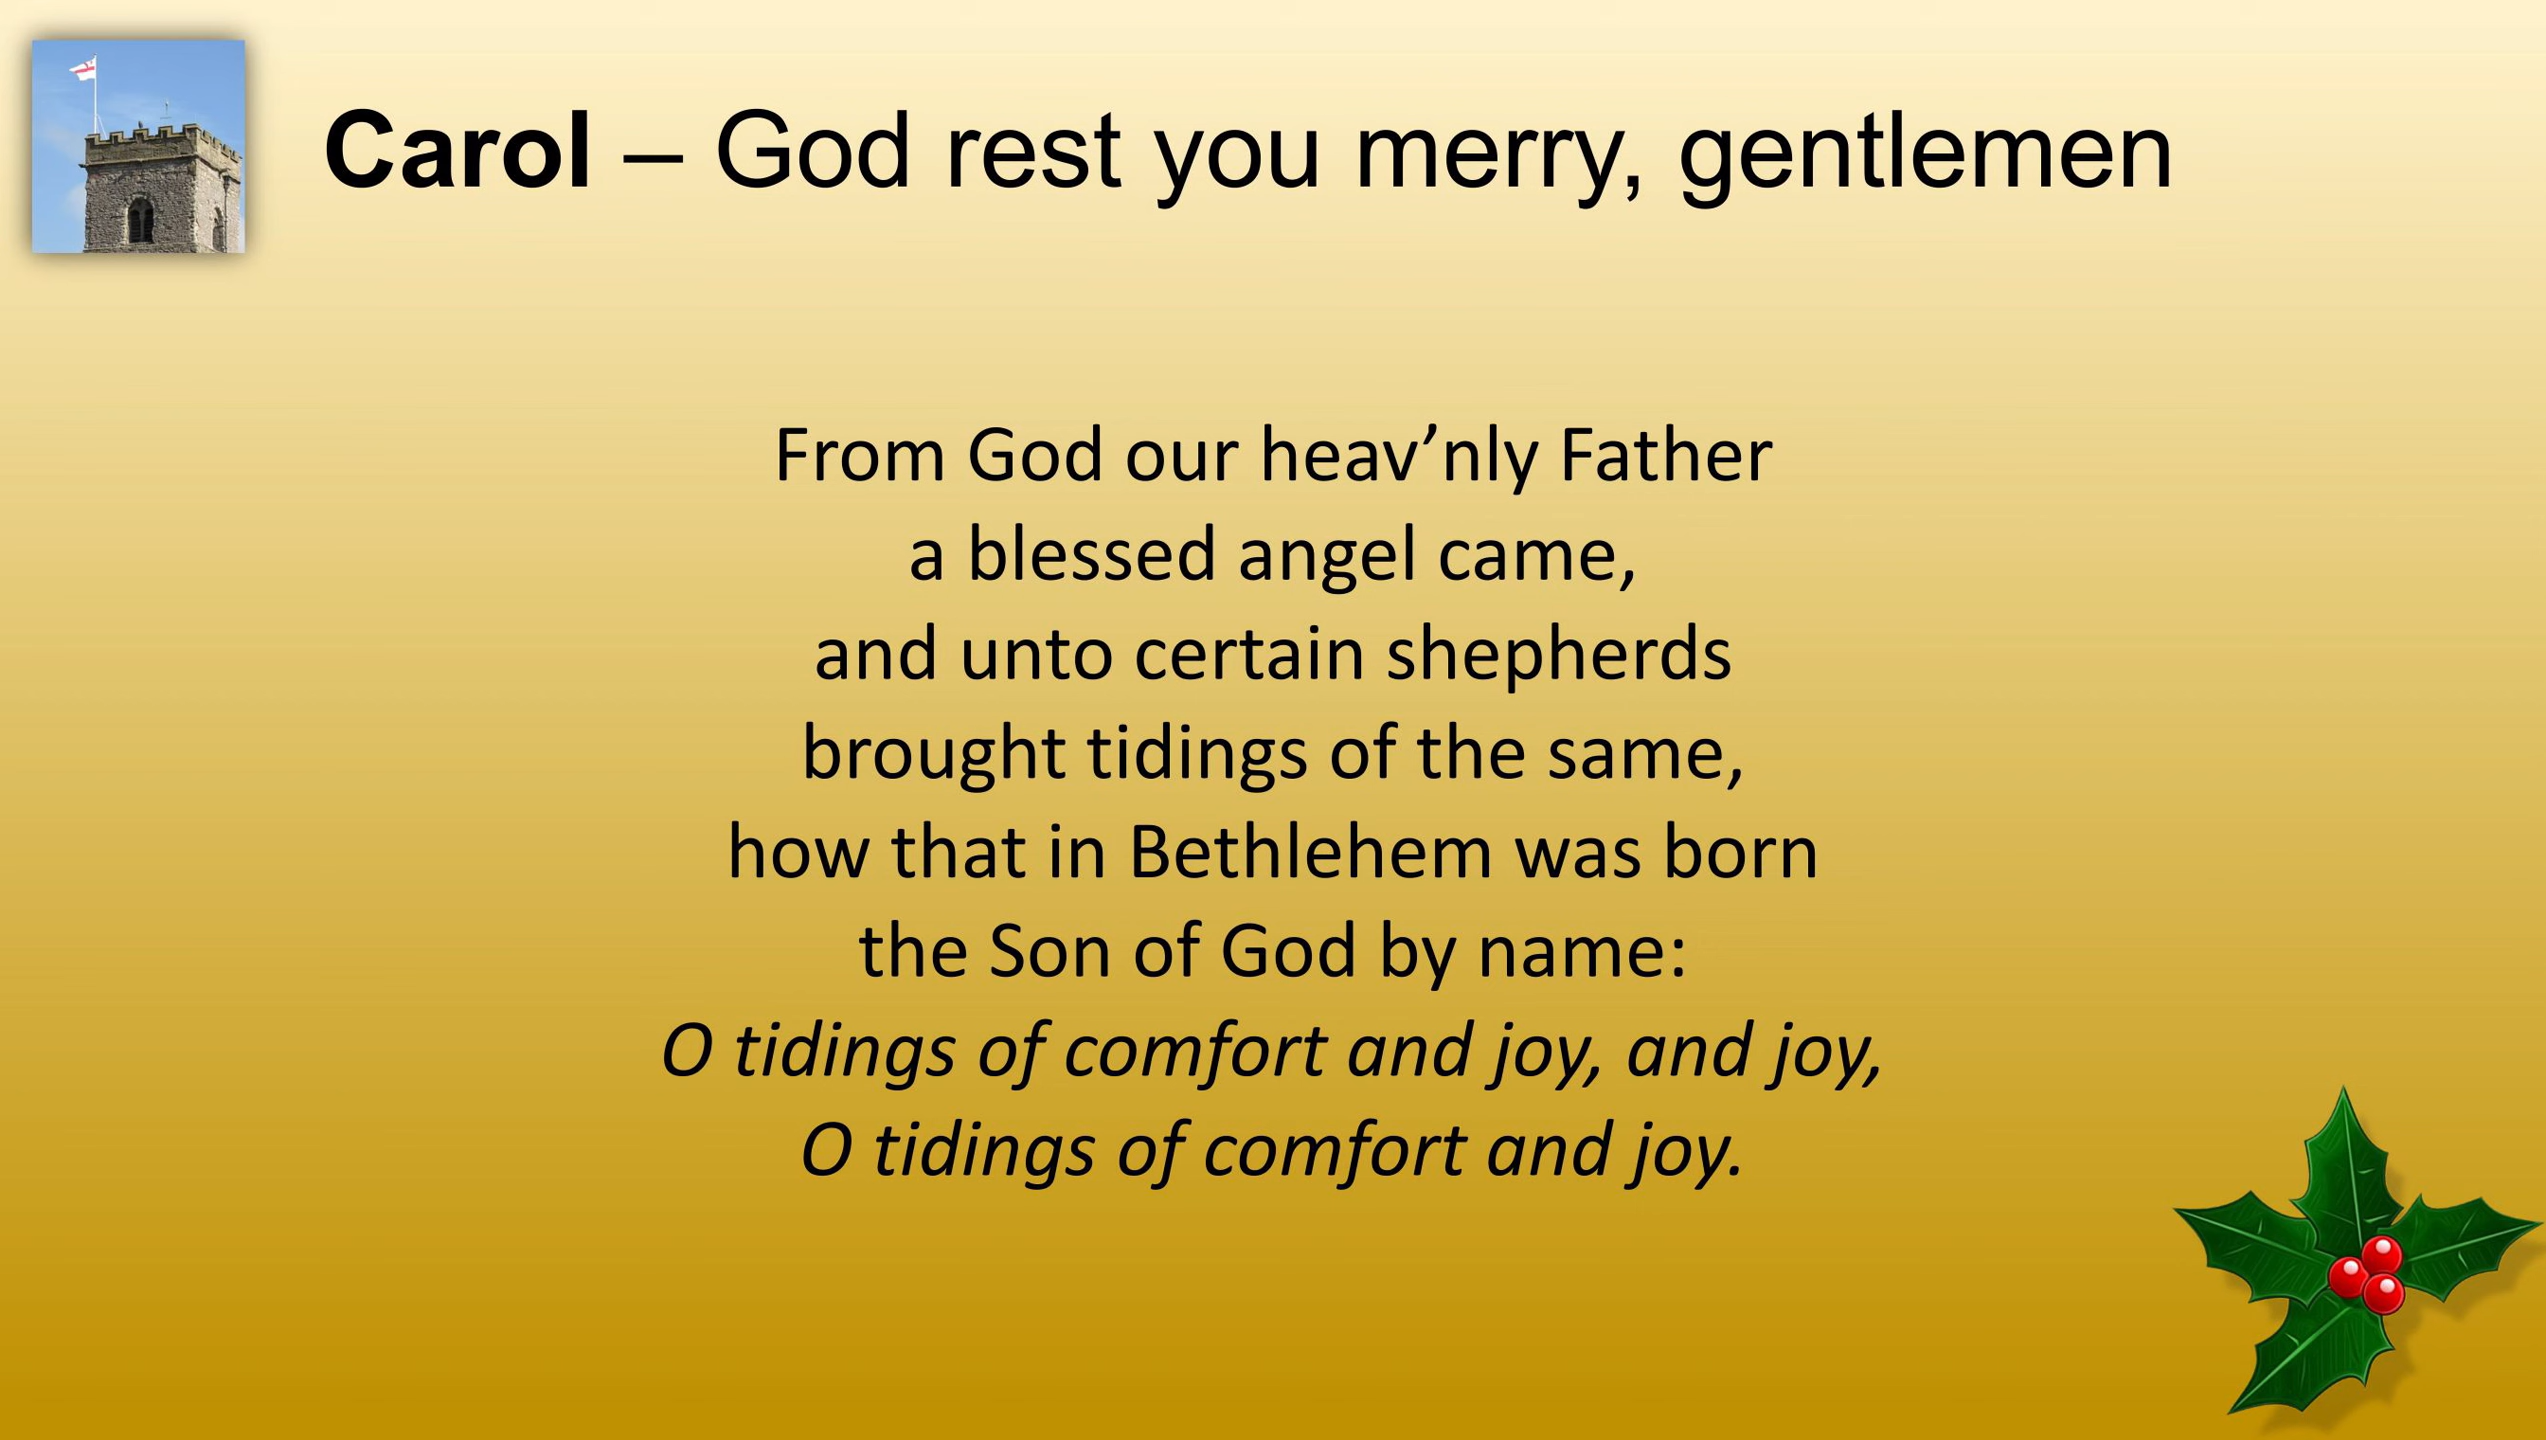 Carol – God rest you merry, gentlemen
From God our heav’nly Father
a blessed angel came,
and unto certain shepherds
brought tidings of the same,
how that in Bethlehem was born
the Son of God by name:
O tidings of comfort and joy, and joy,
O tidings of comfort and joy.